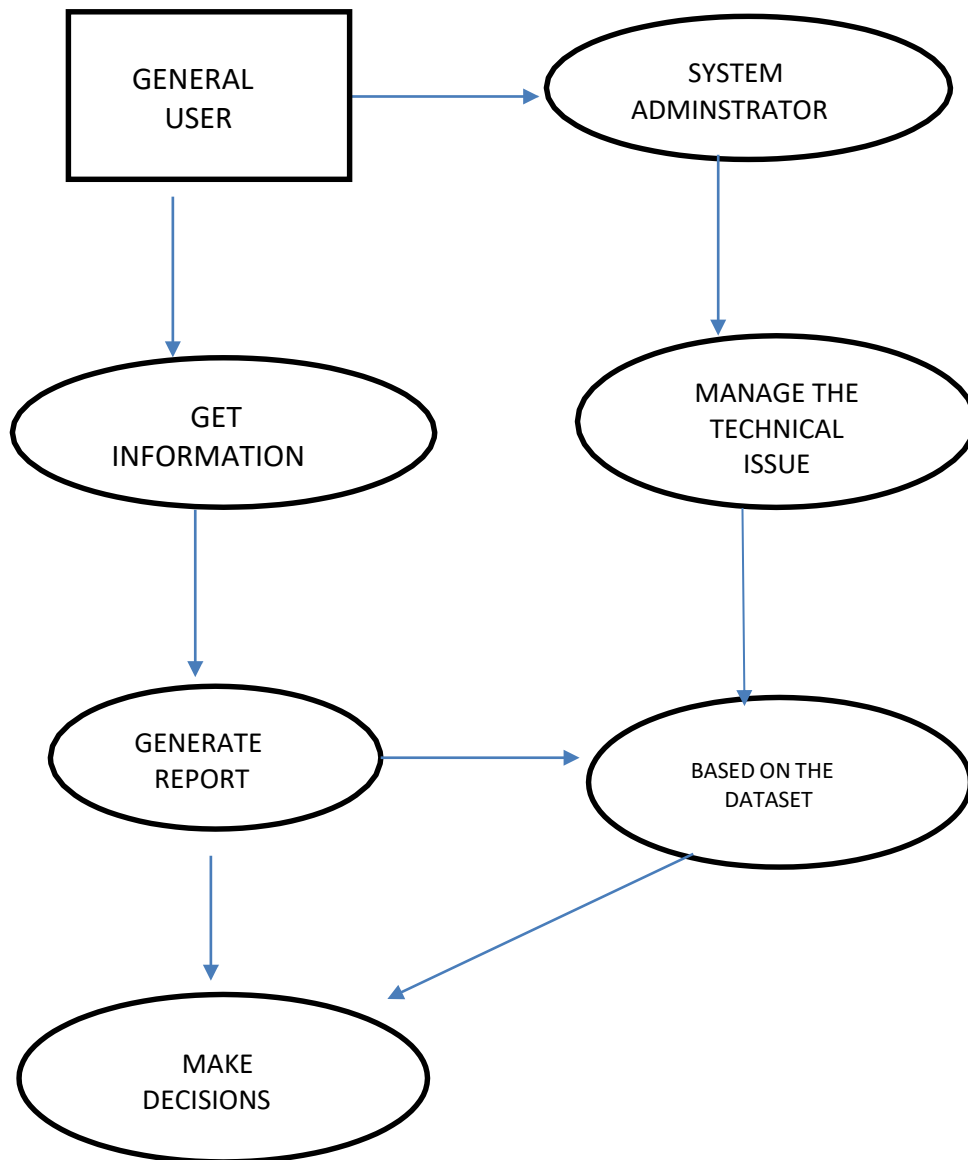 GENERAL
USER
SYSTEM
ADMINSTRATOR
GET
INFORMATION
MANAGE THE
TECHNICAL
ISSUE
GENERATE
REPORT
BASED ON THE
DATASET
MAKE
DECISIONS